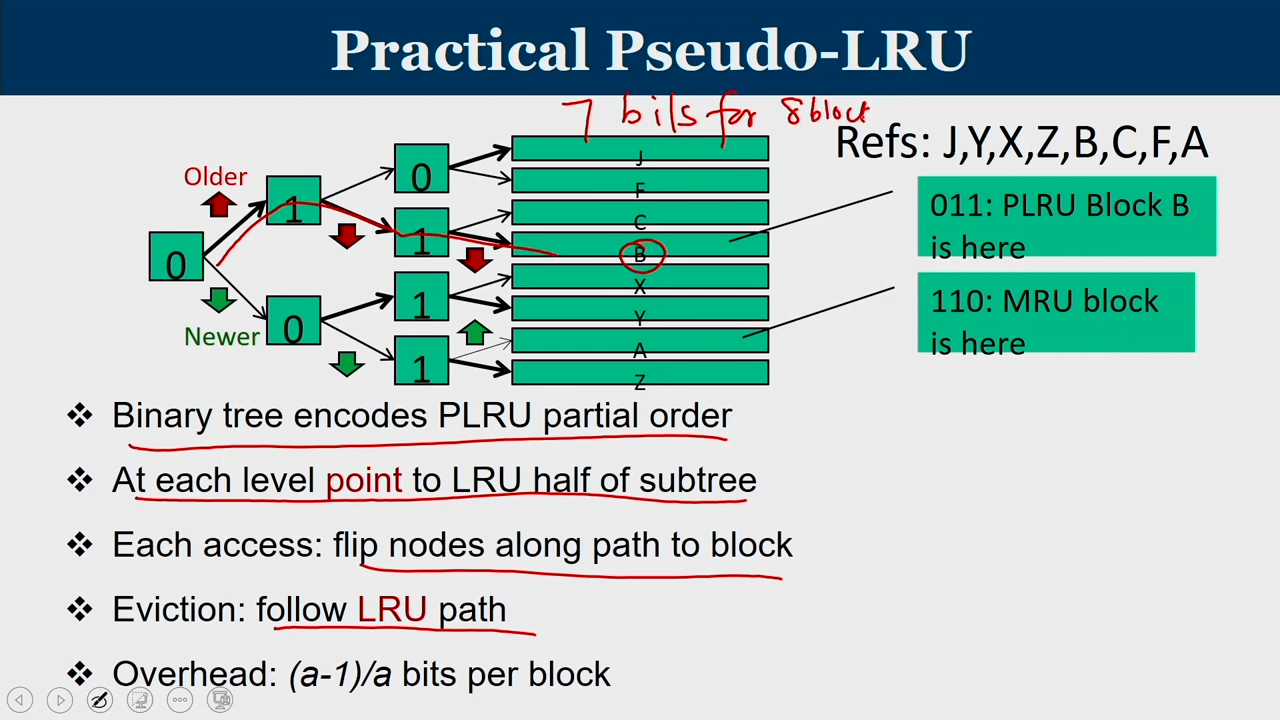 Practical Pseudo-LRU
7 bits for 8 block
Refs: J,Y,X,Z,B,C,F,A
Older
Newer
0
1
0
0
1
1
1
J
F
C
B
X
Y
A
Z
011: PLRU Block B
is here
110: MRU block
is here
❖ Binary tree encodes PLRU partial order
❖ At each level point to LRU half of subtree
❖ Each access: flip nodes along path to block
❖ Eviction: follow LRU path
❖ Overhead: (a-1)/a bits per block